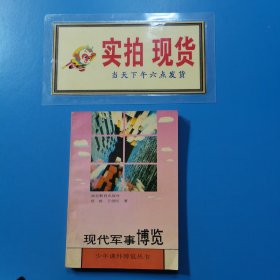 实拍 现货
当天下午六点发货
现代军事博览
少年课外博览丛书